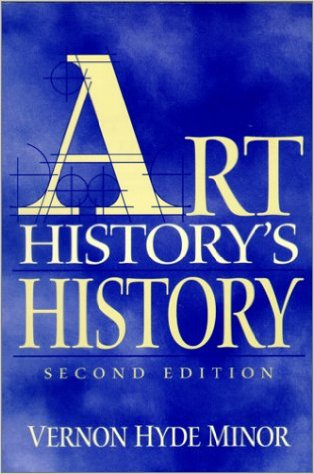 ART
HISTORY'S
HISTORY
SECOND EDITION
VERNON HYDE MINOR